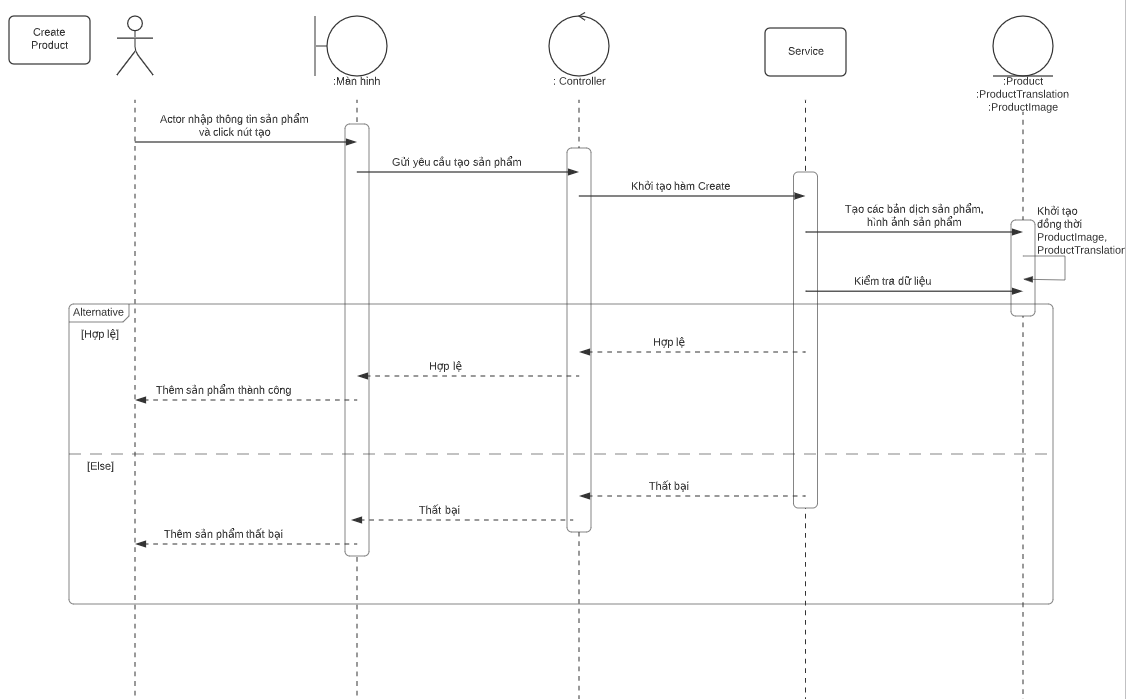 Create
Product
:Màn hình
: Controller
Service
:Product
:ProductTranslation
:ProductImage
Actor nhập thông tin sản phẩm
và click nút tạo
Gửi yêu cầu tạo sản phẩm
Khởi tạo hàm Create
Tạo các bản dịch sản phẩm,
hình ảnh sản phẩm
Khởi tạo
đồng thời
ProductImage,
ProductTranslation
Kiểm tra dữ liệu
Alternative
[Hợp lệ]
Hợp lệ
Hợp lệ
Thêm sản phẩm thành công
[Else]
Thất bại
Thất bại
Thêm sản phẩm thất bại